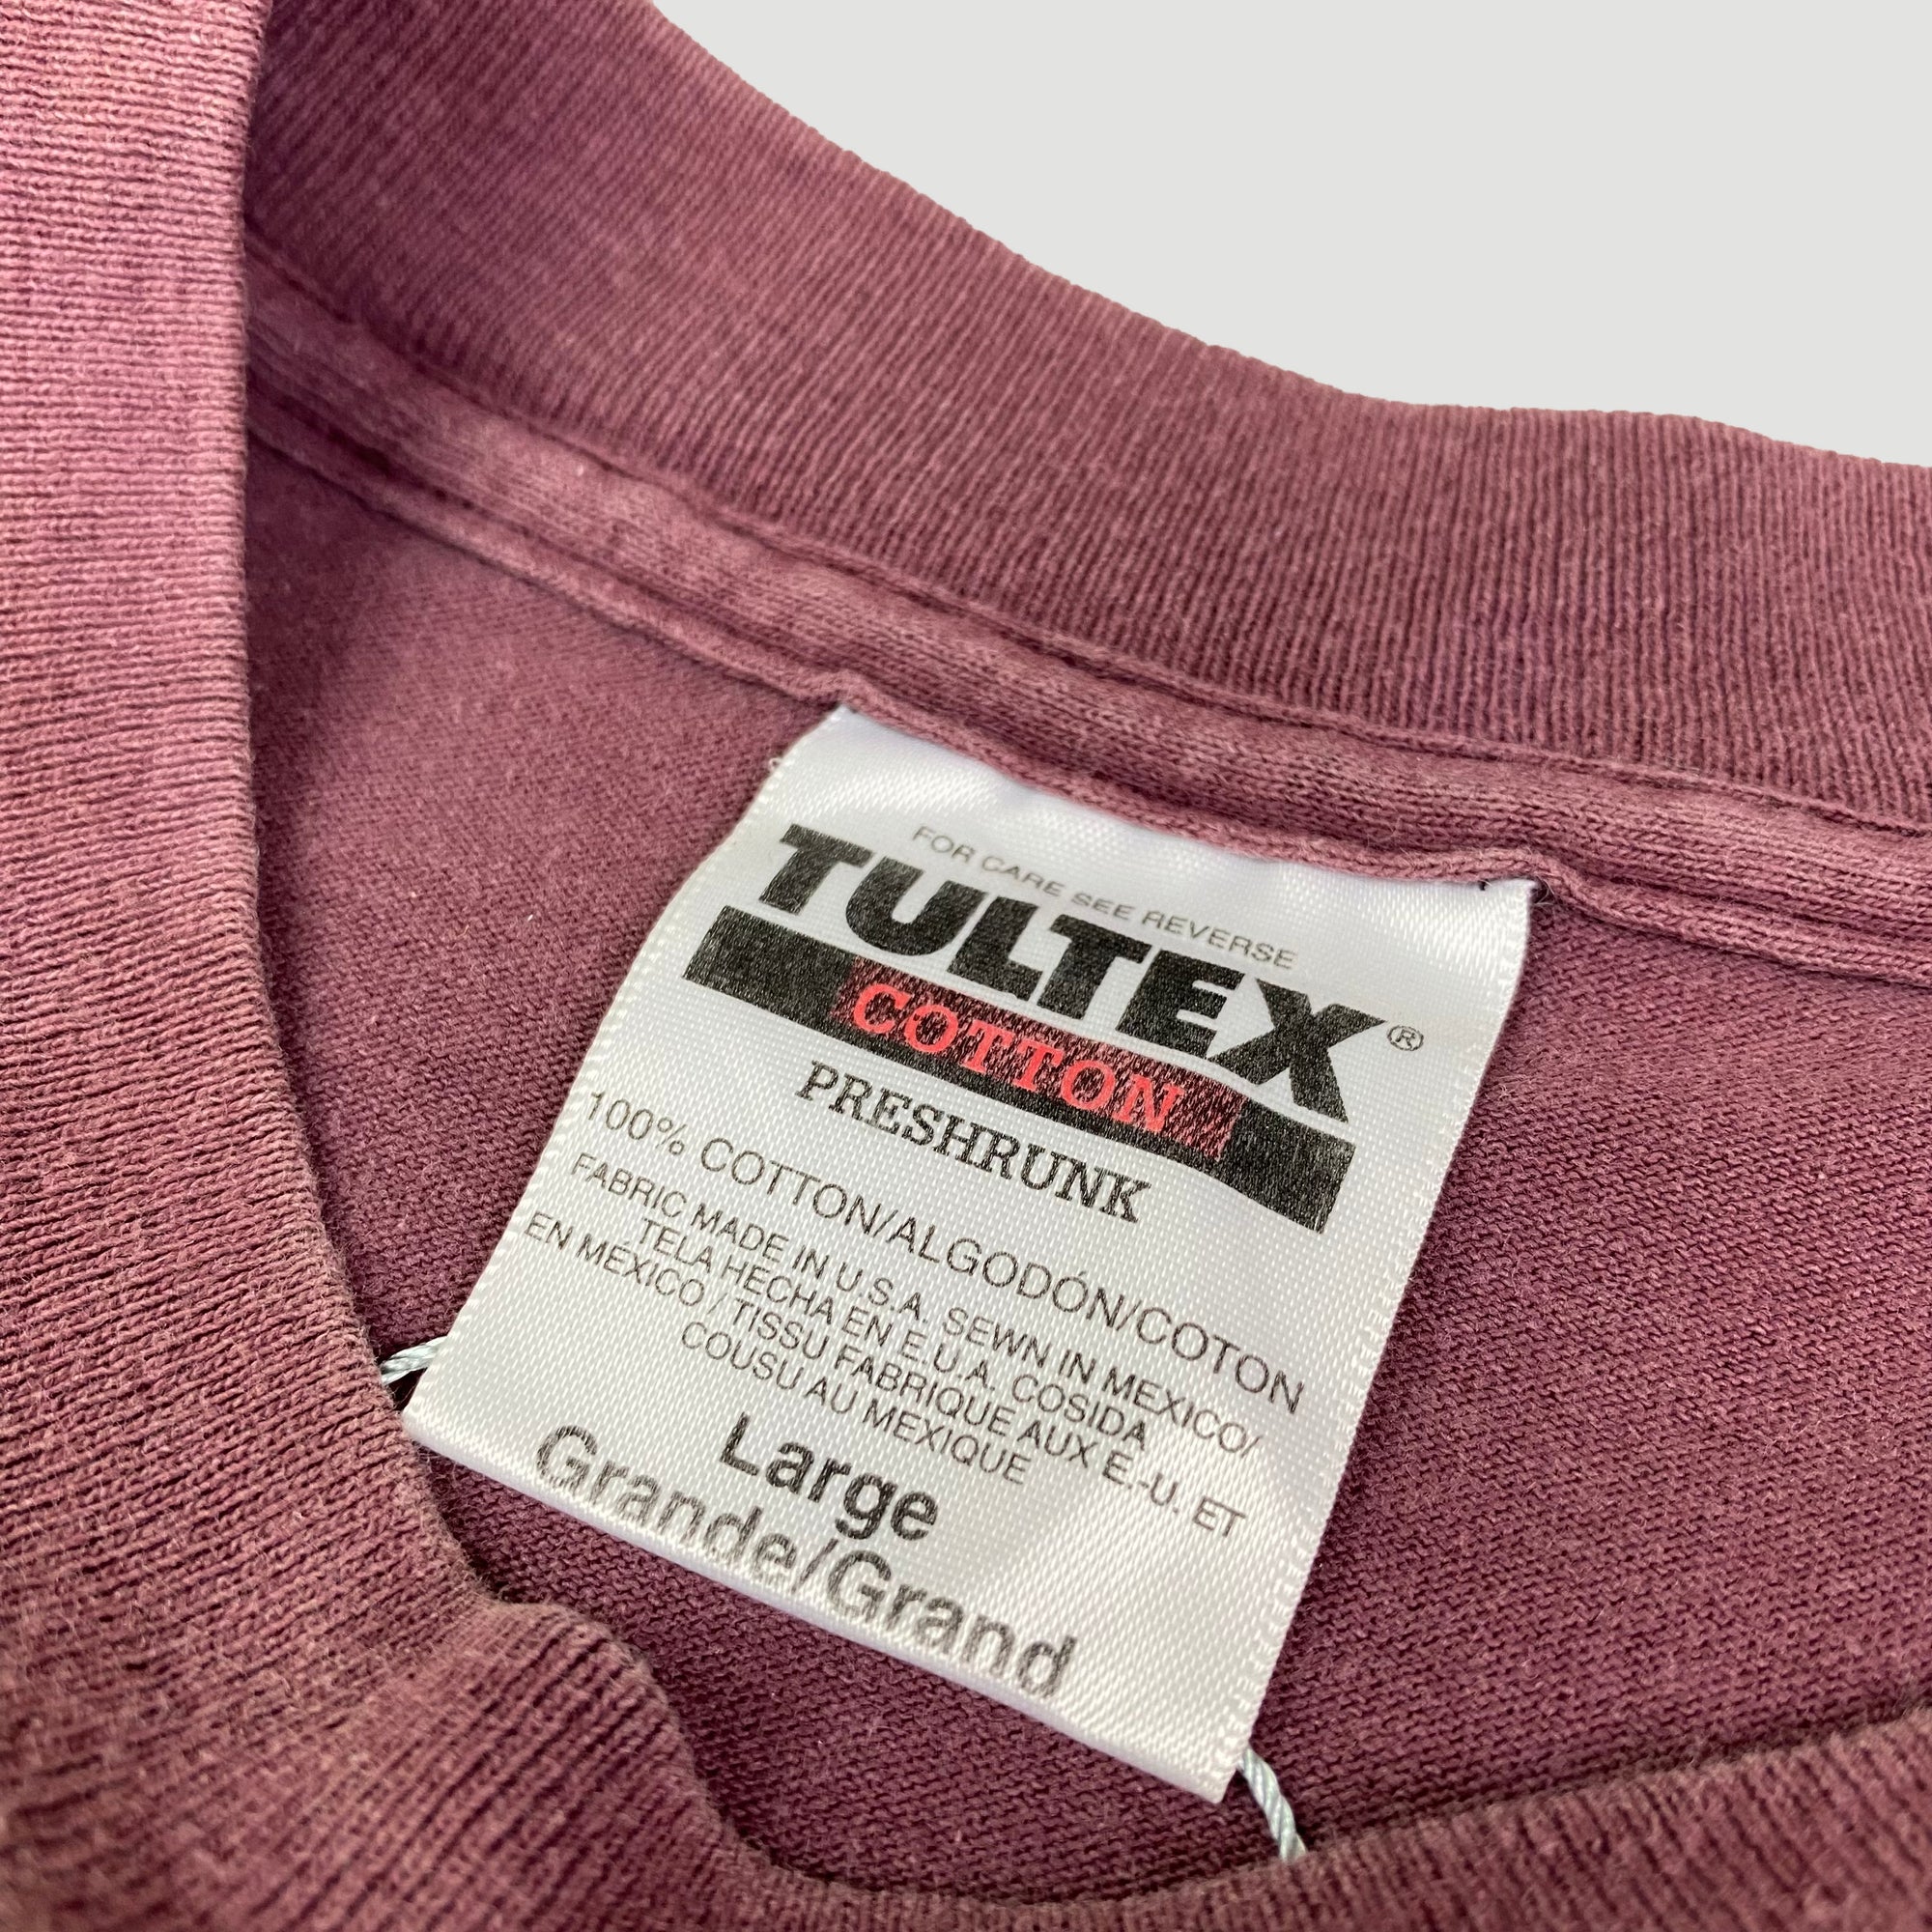 FOR CARE SEE REVERSE
TULTEX®
COTTON
PRESHRUNK
100% COTTON/ALGODÓN/COTON
FABRIC MADE IN U.S.A. SEWN IN MEXICO/
TELA HECHA EN E.U.A. COSIDA
EN MÉXICO / TISSU FABRIQUE AUX E.-U. ET
COUSU AU MEXIQUE
Large
Grande/Grand